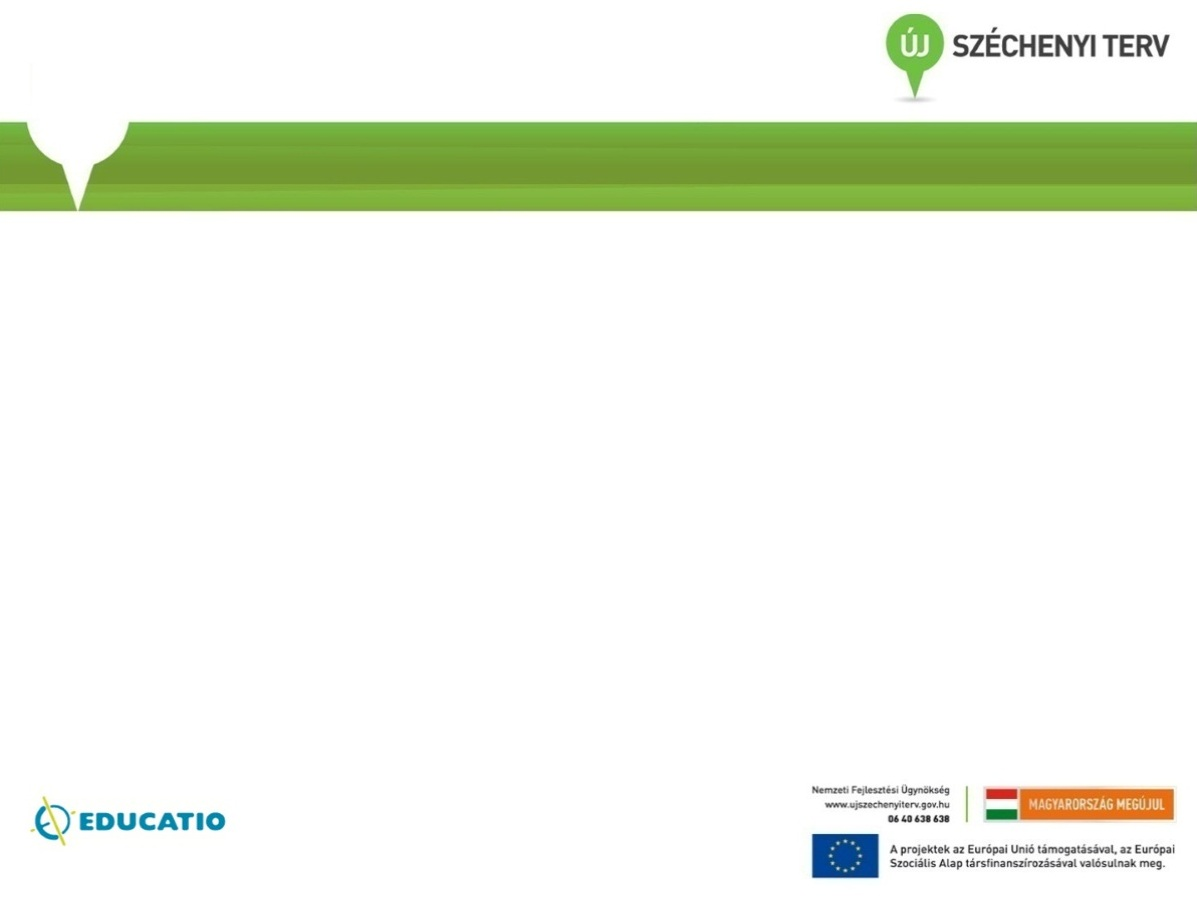 ÚJ SZÉCHENYI TERV
EDUCATIO
Nemzeti Fejlesztési Ügynökség
www.ujszechenyiterv.gov.hu
06 40 638 638
MAGYARORSZÁG MEGÚJUL
A projektek az Európai Unió támogatásával, az Európai
Szociális Alap társfinanszírozásával valósulnak meg.